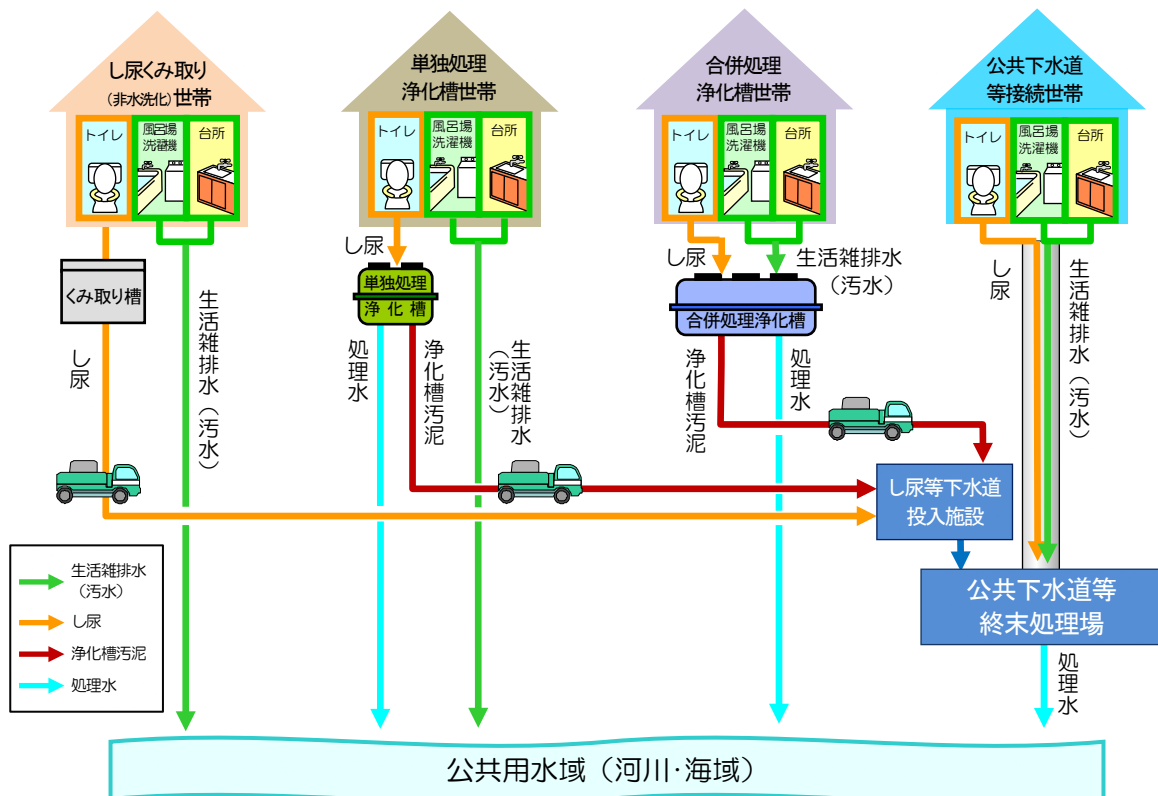 し尿くみ取り
（非水洗化）世帯
トイレ
風呂場
洗濯機
台所
くみ取り槽
し尿
生活雑排水（汚水）
単独処理
浄化槽世帯
トイレ
風呂場
洗濯機
台所
し尿
単独処理
浄化槽
処理水
浄化槽汚泥
生活雑排水
（汚水）
合併処理
浄化槽世帯
トイレ
風呂場
洗濯機
台所
し尿
生活雑排水
（汚水）
合併処理浄化槽
浄化槽汚泥
処理水
公共下水道
等接続世帯
トイレ
風呂場
洗濯機
台所
し尿
生活雑排水（汚水）
し尿等下水道
投入施設
公共下水道等
終末処理場
処理水
生活雑排水
（汚水）
し尿
浄化槽汚泥
処理水
公共用水域（河川･海域）